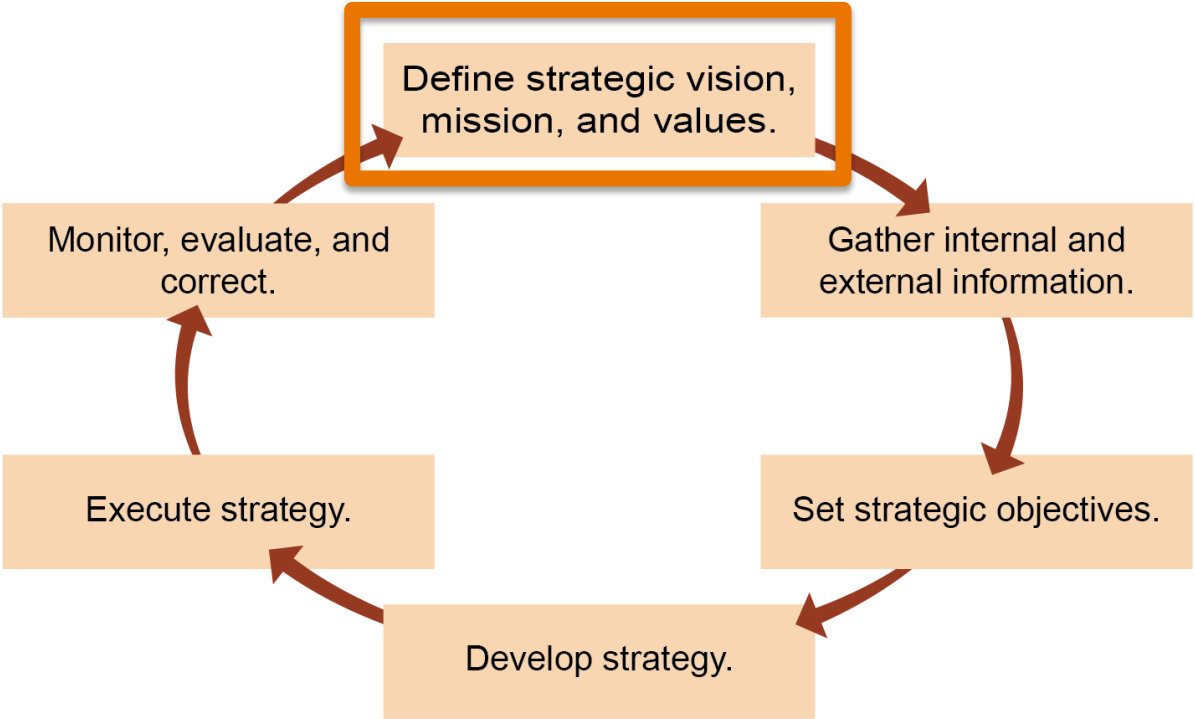 Define strategic vision,
mission, and values.
Gather internal and
external information.
Set strategic objectives.
Develop strategy.
Execute strategy.
Monitor, evaluate, and
correct.